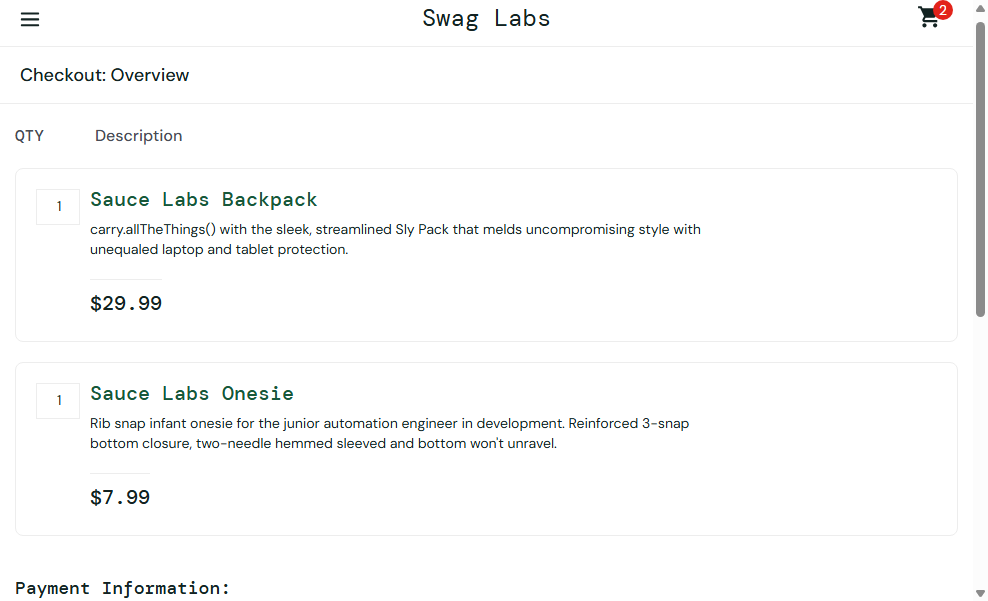 Swag Labs
2
Checkout: Overview
QTY Description
1
Sauce Labs Backpack
carry.allTheThings() with the sleek, streamlined Sly Pack that melds uncompromising style with
unequaled laptop and tablet protection.
$29.99
1
Sauce Labs Onesie
Rib snap infant onesie for the junior automation engineer in development. Reinforced 3-snap
bottom closure, two-needle hemmed sleeved and bottom won't unravel.
$7.99
Payment Information: